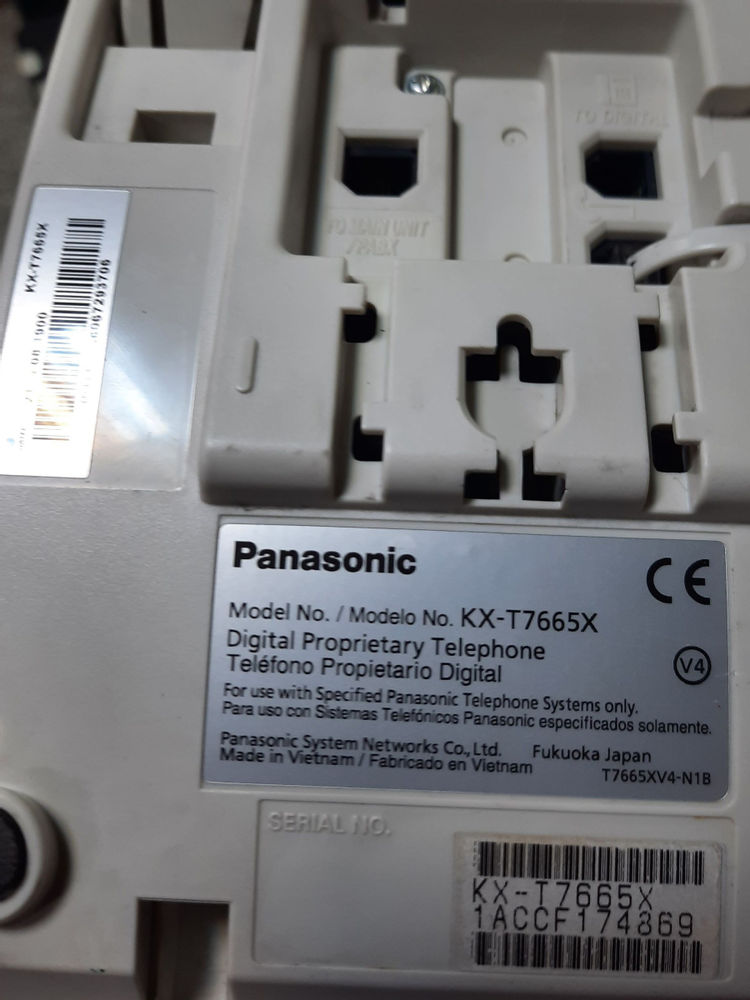 TO DIGITAL
TO MAIN UNIT
/PABX
KX-T7665X
Panasonic
CE
Model No. / Modelo No. KX-T7665X
Digital Proprietary Telephone
Teléfono Propietario Digital
V4
For use with Specified Panasonic Telephone Systems only.
Para uso con Sistemas Telefónicos Panasonic especificados solamente.
Panasonic System Networks Co., Ltd. Fukuoka Japan
Made in Vietnam / Fabricado en Vietnam
T7665XV4-N1B
SERIAL NO.
KX-T7665X
1ACCF174869